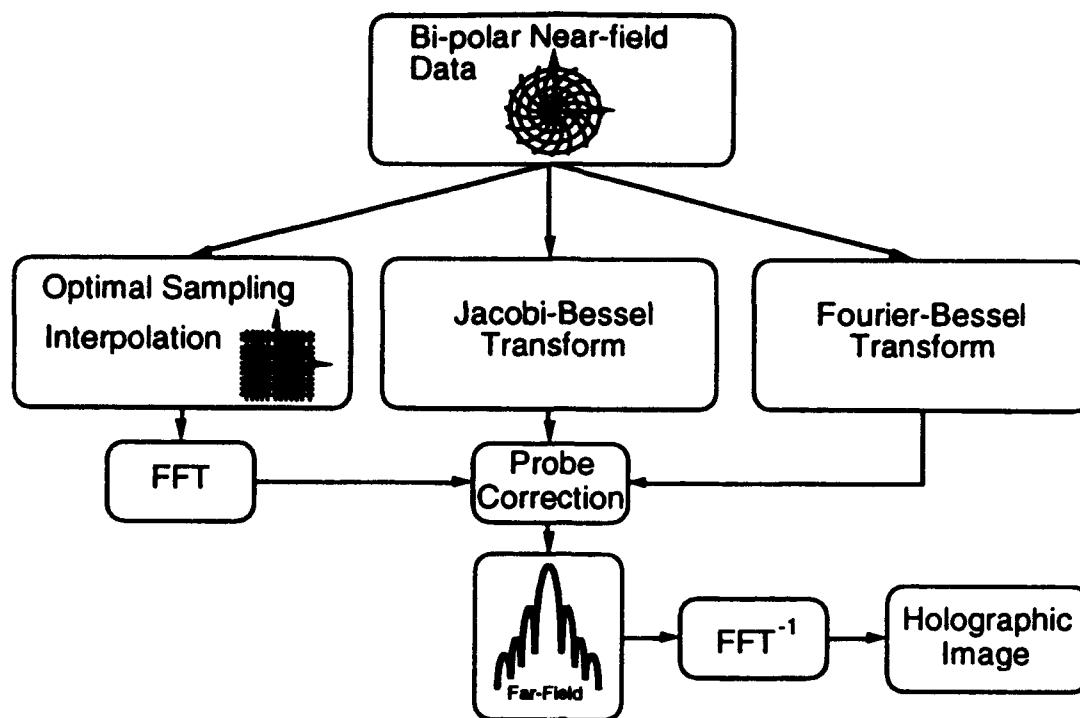 Bi-polar Near-field
Data
Optimal Sampling
Interpolation
Jacobi-Bessel
Transform
Fourier-Bessel
Transform
FFT
Probe
Correction
Far-Field
FFT⁻¹
Holographic
Image